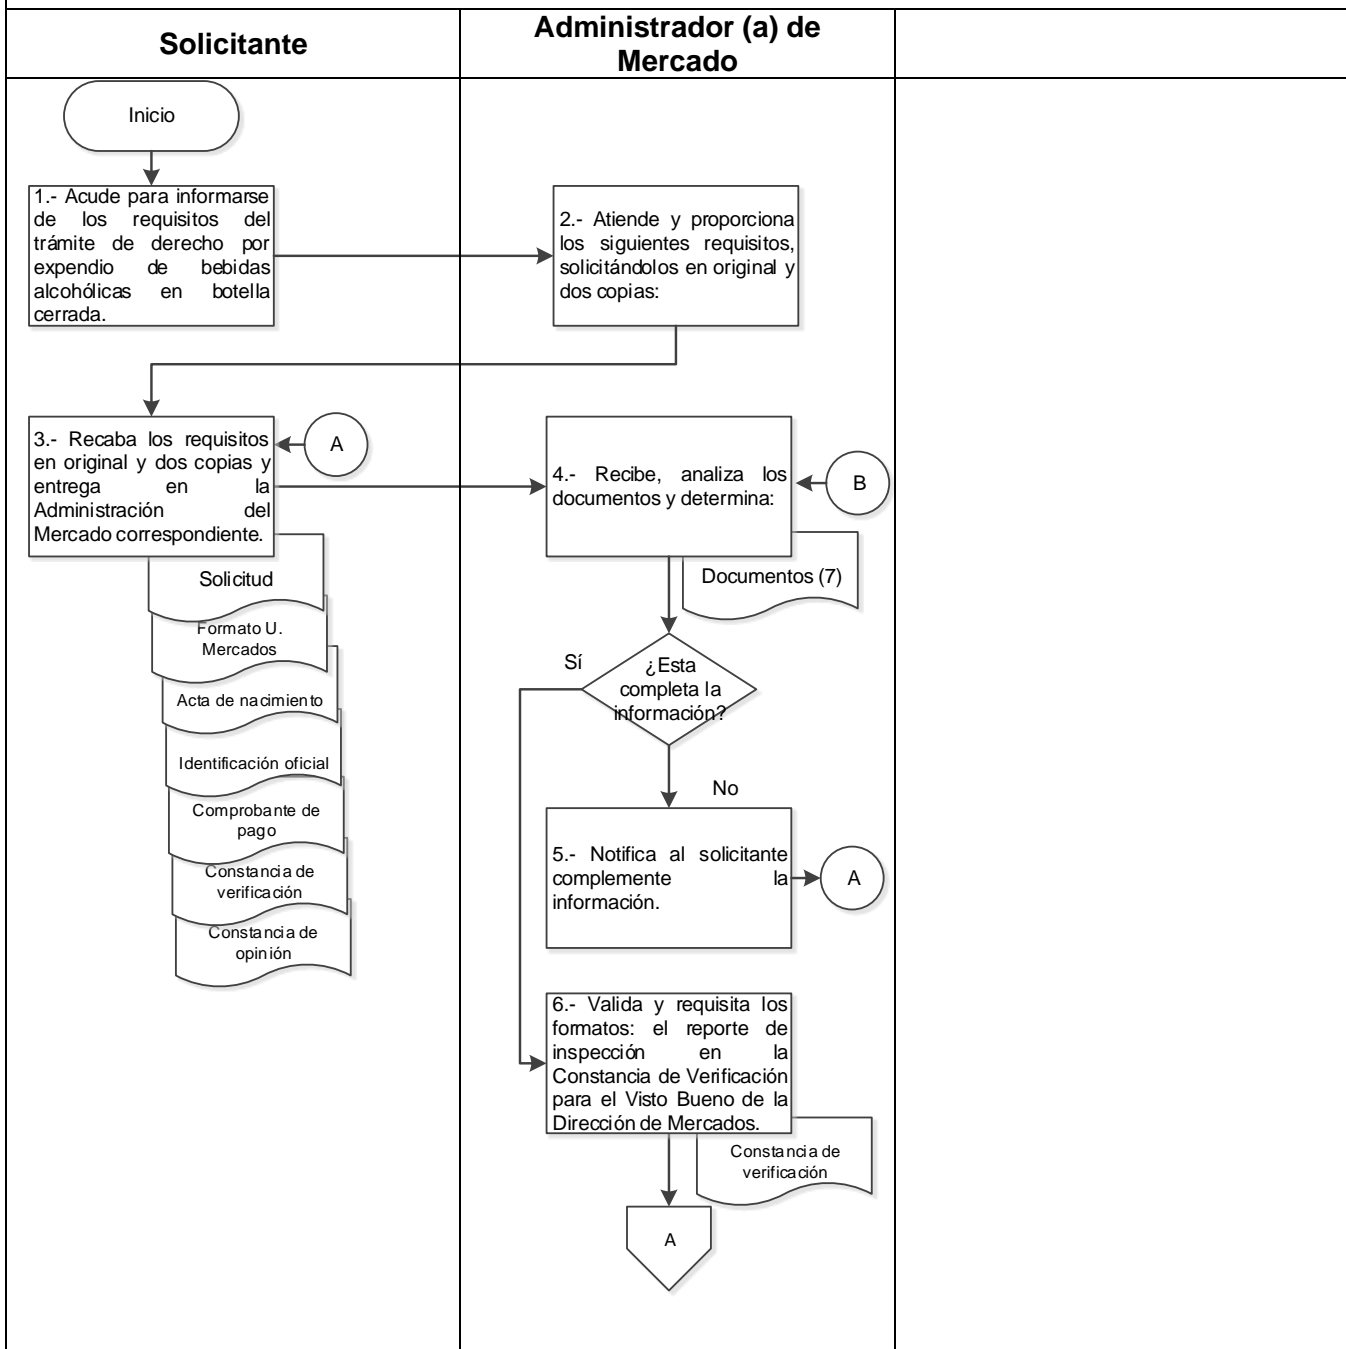 Solicitante
Administrador (a) de
Mercado
Inicio
1.- Acude para informarse
de los requisitos del
trámite de derecho por
expendio de bebidas
alcohólicas en botella
cerrada.
2.- Atiende y proporciona
los siguientes requisitos,
solicitándolos en original y
dos copias:
3.- Recaba los requisitos
en original y dos copias y
entrega en la
Administración del
Mercado correspondiente.
A
4.- Recibe, analiza los
documentos y determina:
B
Solicitud
Formato U.
Mercados
Acta de nacimiento
Identificación oficial
Comprobante de
pago
Constancia de
verificación
Constancia de
opinión
Documentos (7)
¿Esta
completa la
información?
Sí
No
5.- Notifica al solicitante
complemente la
información.
A
6.- Valida y requisita los
formatos: el reporte de
inspección en la
Constancia de Verificación
para el Visto Bueno de la
Dirección de Mercados.
Constancia de
verificación
A